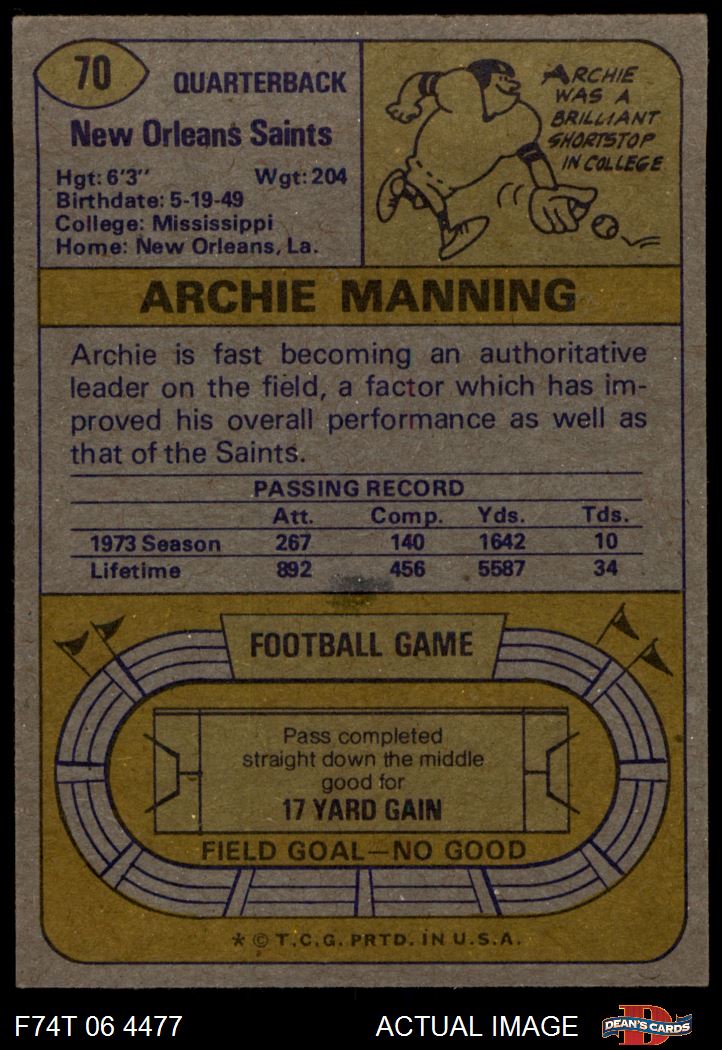 70
QUARTERBACK
New Orleans Saints
Hgt: 6'3" Wgt: 204
Birthdate: 5-19-49
College: Mississippi
Home: New Orleans, La.
ARCHIE
WAS A
BRILLIANT
SHORTSTOP
IN COLLEGE
ARCHIE MANNING
Archie is fast becoming an authoritative
leader on the field, a factor which has im-
proved his overall performance as well as
that of the Saints.
PASSING RECORD
Att. Comp. Yds. Tds.
1973 Season 267 140 1642 10
Lifetime 892 456 5587 34
FOOTBALL GAME
Pass completed
straight down the middle
good for
17 YARD GAIN
FIELD GOAL—NO GOOD
* © T.C.G. PRTD. IN U.S.A.
F74T 06 4477 ACTUAL IMAGE
D
DEAN'S CARDS